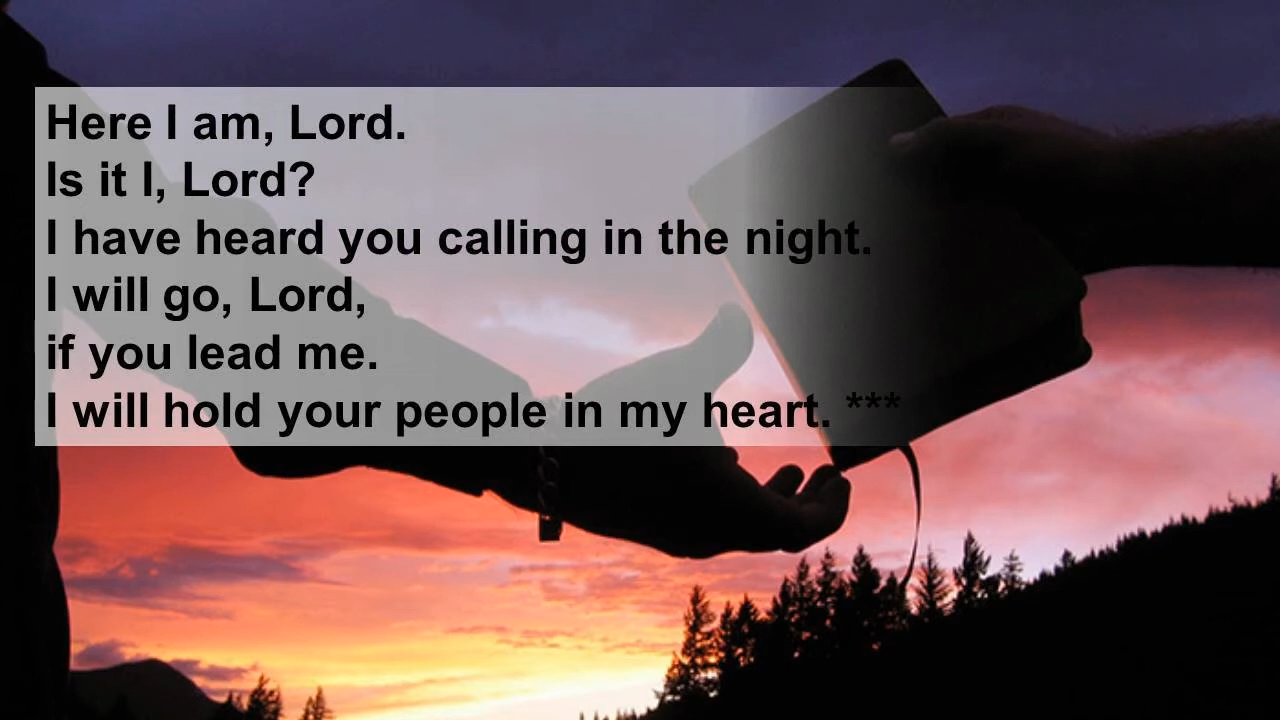 Here I am, Lord.
Is it I, Lord?
I have heard you calling in the night.
I will go, Lord,
if you lead me.
I will hold your people in my heart. ***